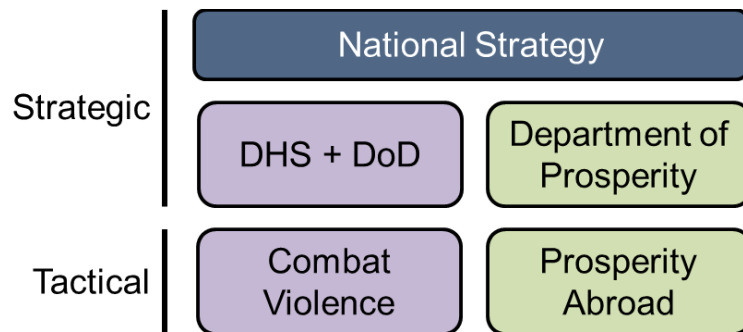 National Strategy
Strategic
DHS + DoD
Department of
Prosperity
Tactical
Combat
Violence
Prosperity
Abroad